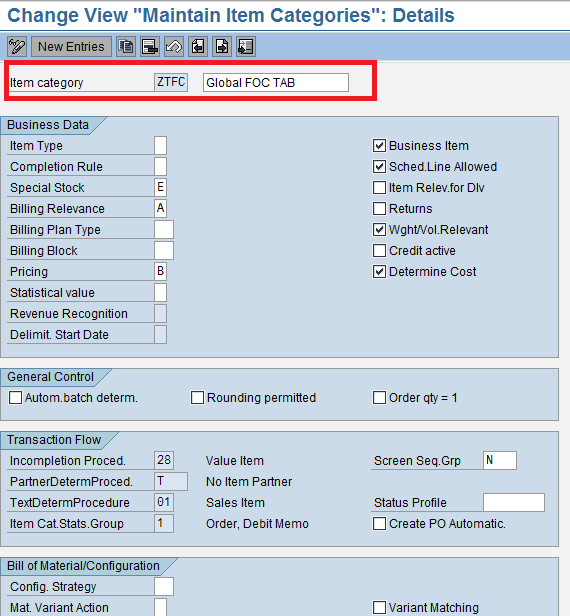 Change View "Maintain Item Categories": Details
New Entries
Item category ZTFC Global FOC TAB
Business Data
Item Type Business Item
Completion Rule Sched.Line Allowed
Special Stock E Item Relev.for Dlv
Billing Relevance A Returns
Billing Plan Type Wght/Vol.Relevant
Billing Block Credit active
Pricing B Determine Cost
Statistical value
Revenue Recognition
Delimit. Start Date
General Control
Autom.batch determ. Rounding permitted Order qty = 1
Transaction Flow
Incompletion Proced. 28 Value Item Screen Seq.Grp N
PartnerDetermProced. T No Item Partner
TextDetermProcedure 01 Sales Item Status Profile
Item Cat.Stats.Group 1 Order, Debit Memo Create PO Automatic.
Bill of Material/Configuration
Config. Strategy
Mat. Variant Action Variant Matching